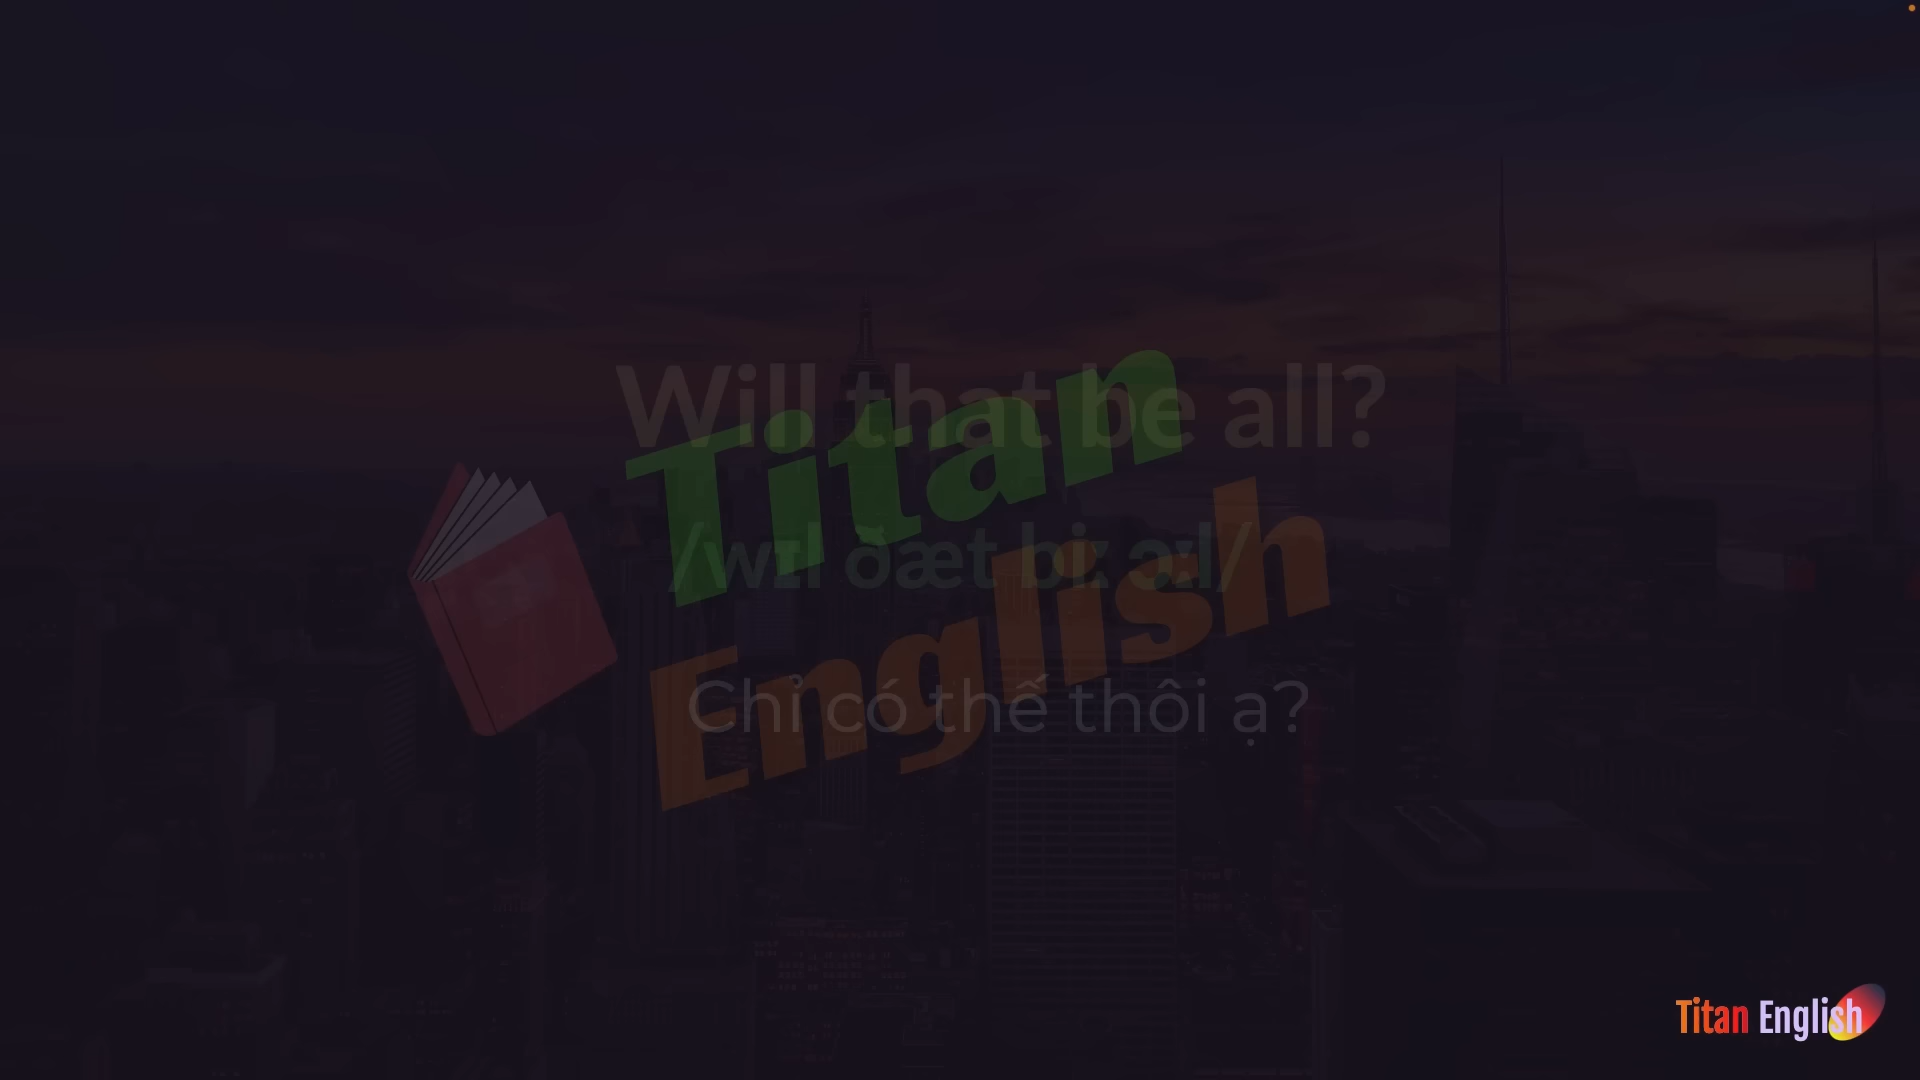 Will that be all?
Titan
/wɪl ðæt biː ɔːl/
English
Chỉ có thế thôi ạ?
Titan English